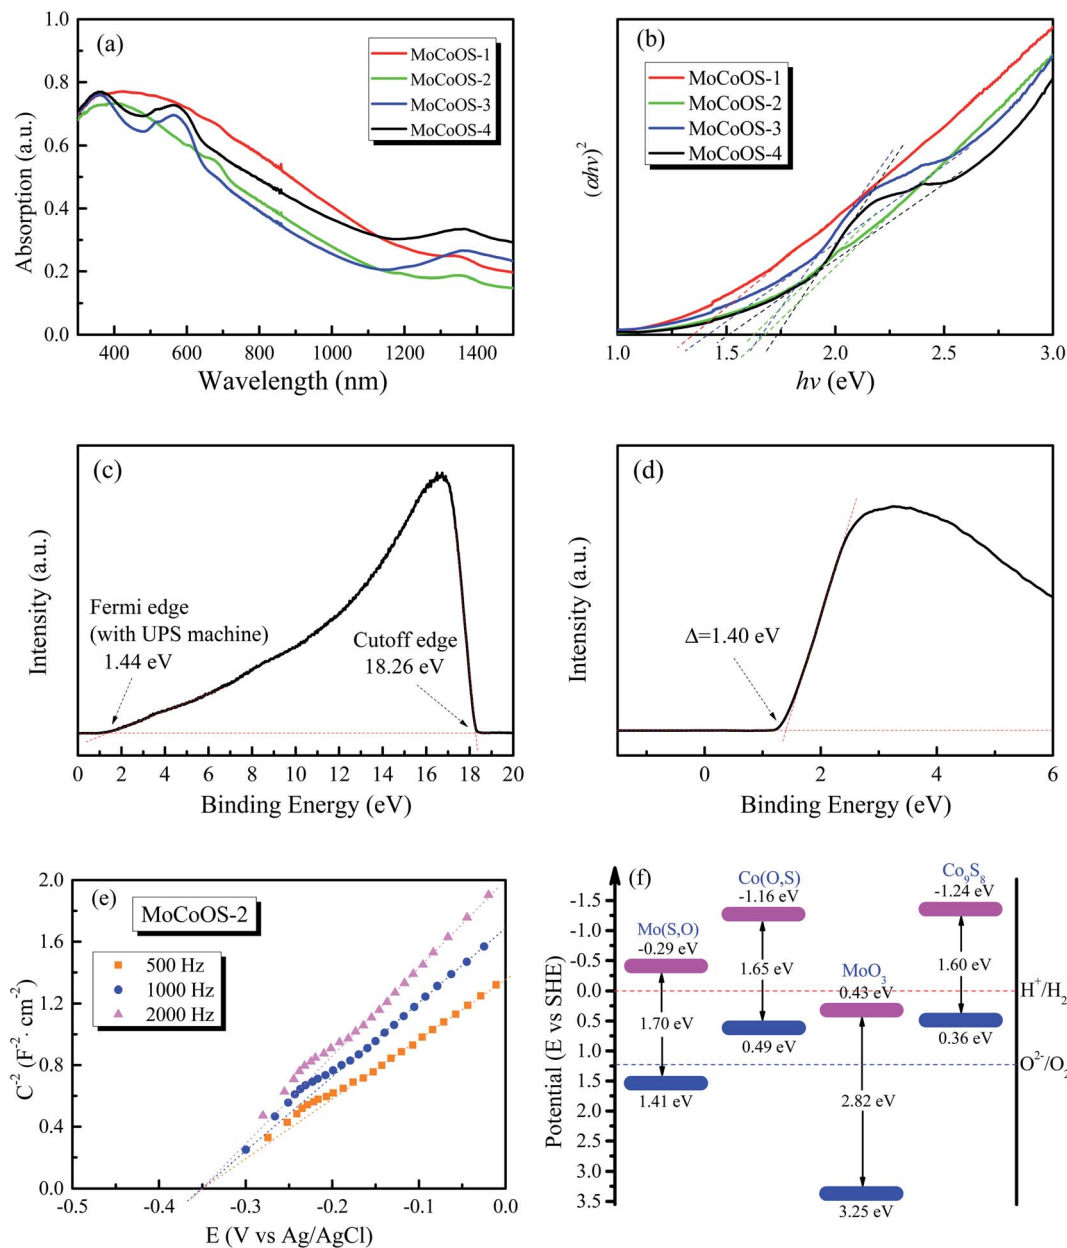 (a)
MoCoOS-1
MoCoOS-2
MoCoOS-3
MoCoOS-4
Absorption (a.u.)
1.0
0.8
0.6
0.4
0.2
0.0
400 600 800 1000 1200 1400
Wavelength (nm)
(b)
MoCoOS-1
MoCoOS-2
MoCoOS-3
MoCoOS-4
(αhν)²
1.0 1.5 2.0 2.5 3.0
hν (eV)
(c)
Intensity (a.u.)
Fermi edge
(with UPS machine)
1.44 eV
Cutoff edge
18.26 eV
0 2 4 6 8 10 12 14 16 18 20
Binding Energy (eV)
(d)
Intensity (a.u.)
Δ=1.40 eV
0 2 4 6
Binding Energy (eV)
(e)
MoCoOS-2
500 Hz
1000 Hz
2000 Hz
C⁻² (F⁻² · cm⁻²)
2.0
1.6
1.2
0.8
0.4
0.0
-0.5 -0.4 -0.3 -0.2 -0.1 0.0
E (V vs Ag/AgCl)
(f)
Potential (E vs SHE)
-1.5
-1.0
-0.5
0.0
0.5
1.0
1.5
2.0
2.5
3.0
3.5
Mo(S,O)
-0.29 eV
1.70 eV
1.41 eV
Co(O,S)
-1.16 eV
1.65 eV
0.49 eV
MoO₃
0.43 eV
2.82 eV
3.25 eV
Co₉S₈
-1.24 eV
1.60 eV
0.36 eV
H⁺/H₂
O²⁻/O₂